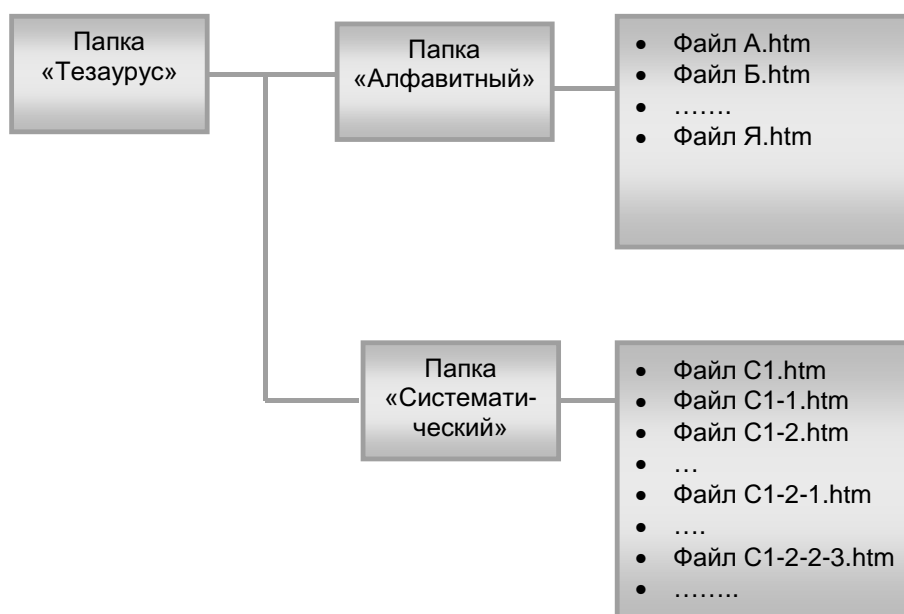 Папка
«Тезаурус»
Папка
«Алфавитный»
• Файл А.htm
• Файл Б.htm
• …….
• Файл Я.htm
Папка
«Системати-
ческий»
• Файл С1.htm
• Файл С1-1.htm
• Файл С1-2.htm
• …
• Файл С1-2-1.htm
• ….
• Файл С1-2-2-3.htm
• ……..